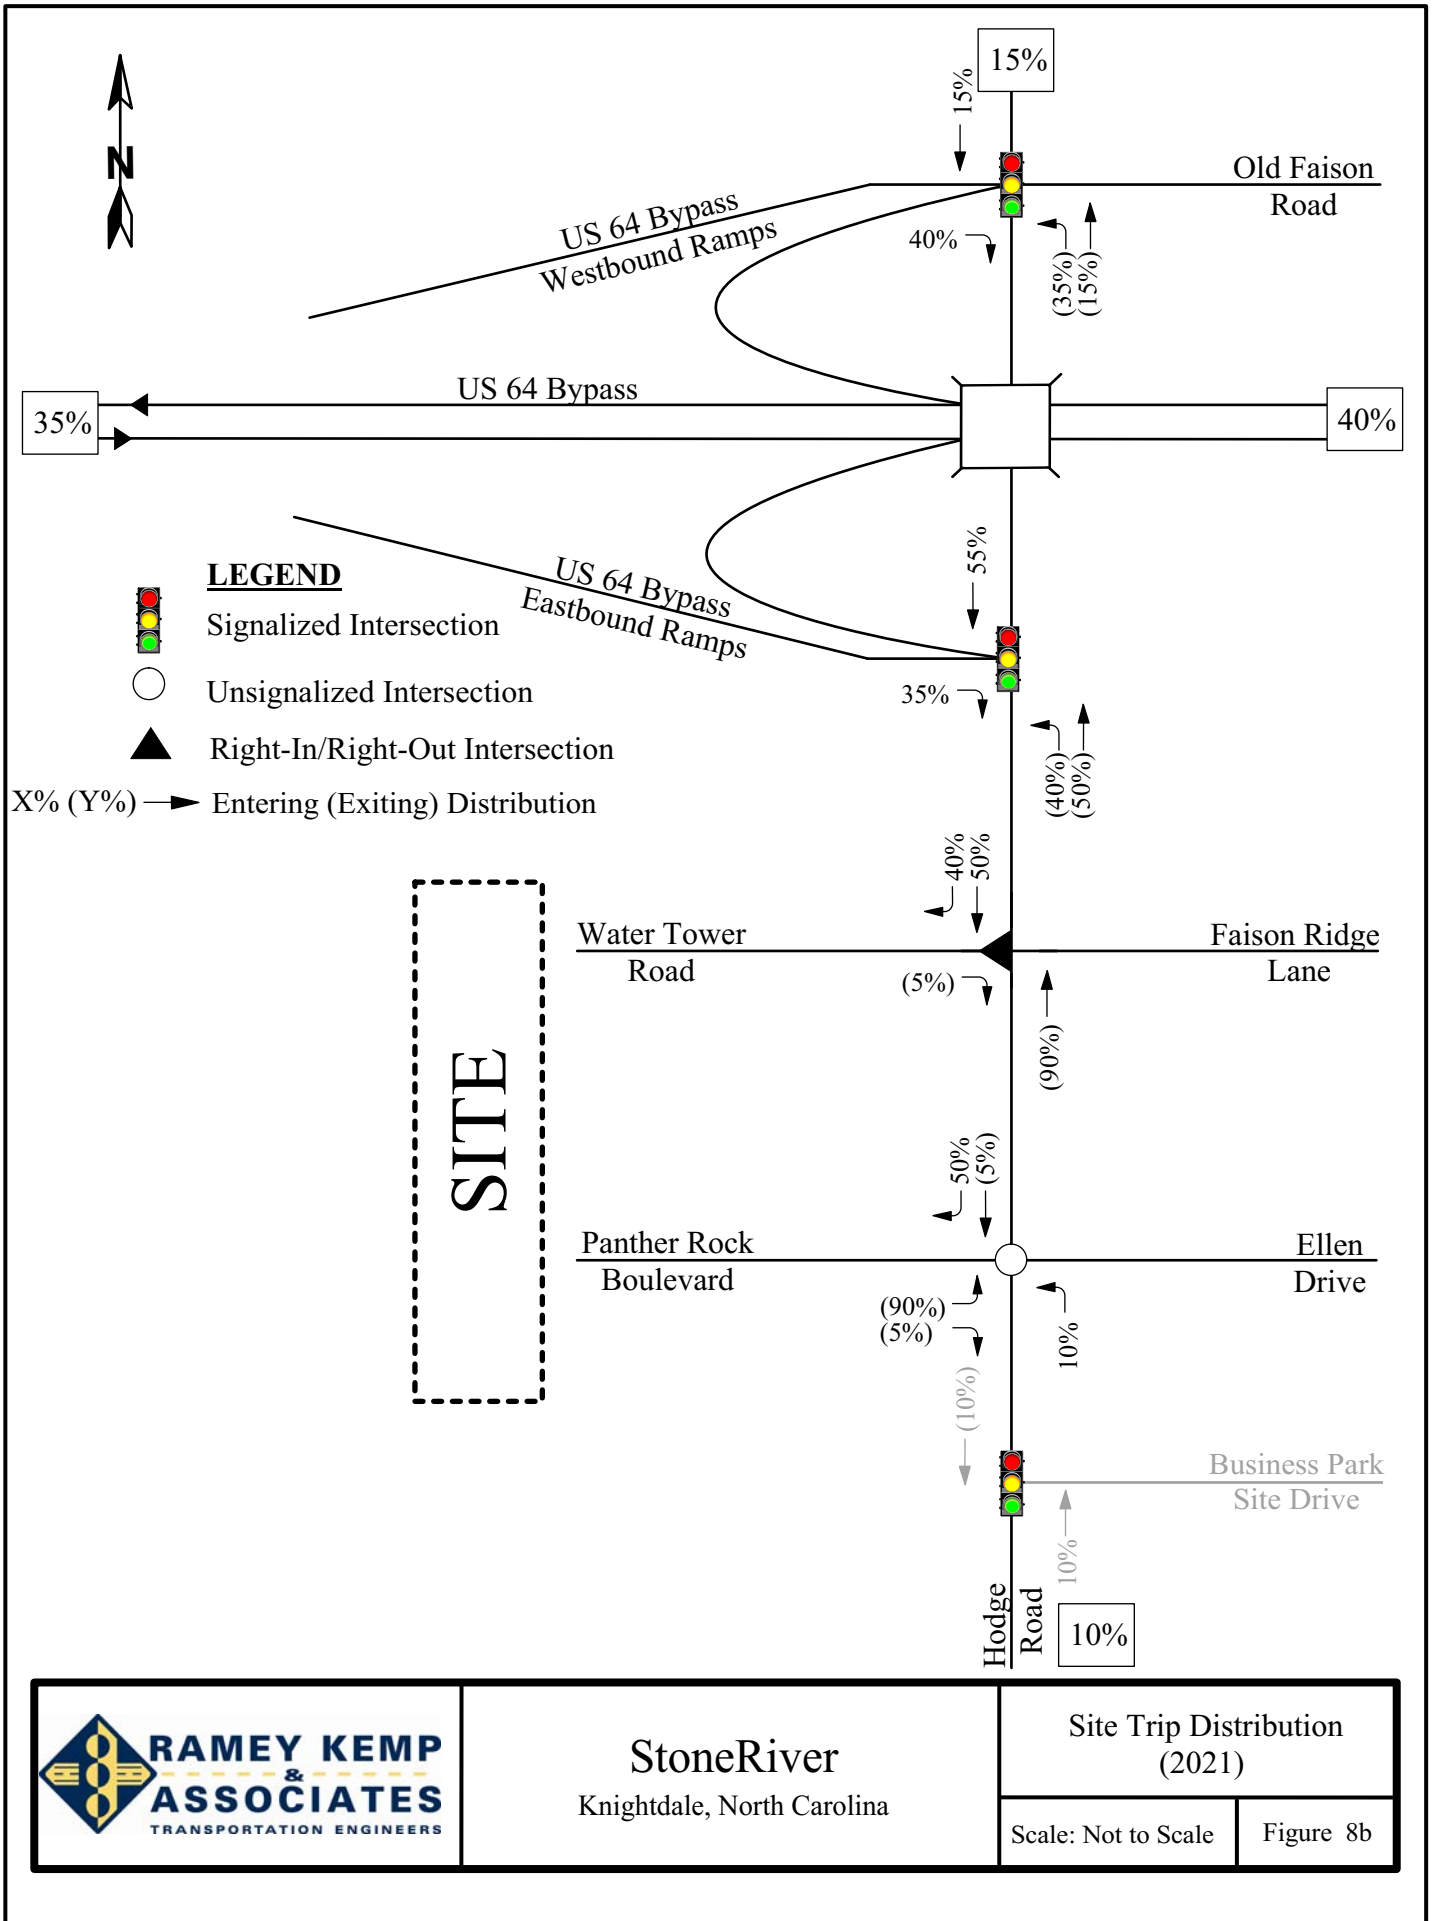 15%
15%
N
Old Faison
Road
US 64 Bypass
Westbound Ramps
40%
(35%)
(15%)
US 64 Bypass
35%
40%
55%
US 64 Bypass
Eastbound Ramps
LEGEND
Signalized Intersection
Unsignalized Intersection
Right-In/Right-Out Intersection
X% (Y%) Entering (Exiting) Distribution
35%
(40%)
(50%)
40%
50%
Water Tower
Road
Faison Ridge
Lane
(5%)
(90%)
SITE
50%
(5%)
Panther Rock
Boulevard
Ellen
Drive
(90%)
(5%)
10%
(10%)
Business Park
Site Drive
10%
Hodge
Road
10%
RAMEY KEMP
&
ASSOCIATES
TRANSPORTATION ENGINEERS
StoneRiver
Knightdale, North Carolina
Site Trip Distribution
(2021)
Scale: Not to Scale
Figure 8b